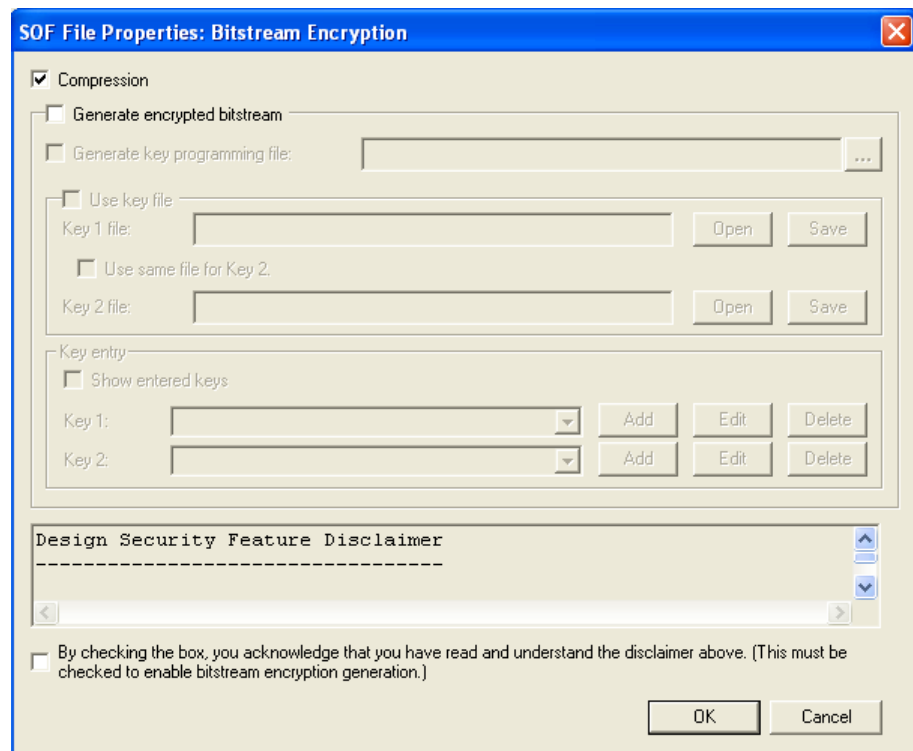 SOF File Properties: Bitstream Encryption
Compression
Generate encrypted bitstream
Generate key programming file:
...
Use key file
Key 1 file:
Open
Save
Use same file for Key 2.
Key 2 file:
Open
Save
Key entry
Show entered keys
Key 1:
Add
Edit
Delete
Key 2:
Add
Edit
Delete
Design Security Feature Disclaimer
----------------------------------
By checking the box, you acknowledge that you have read and understand the disclaimer above. (This must be
checked to enable bitstream encryption generation.)
OK
Cancel